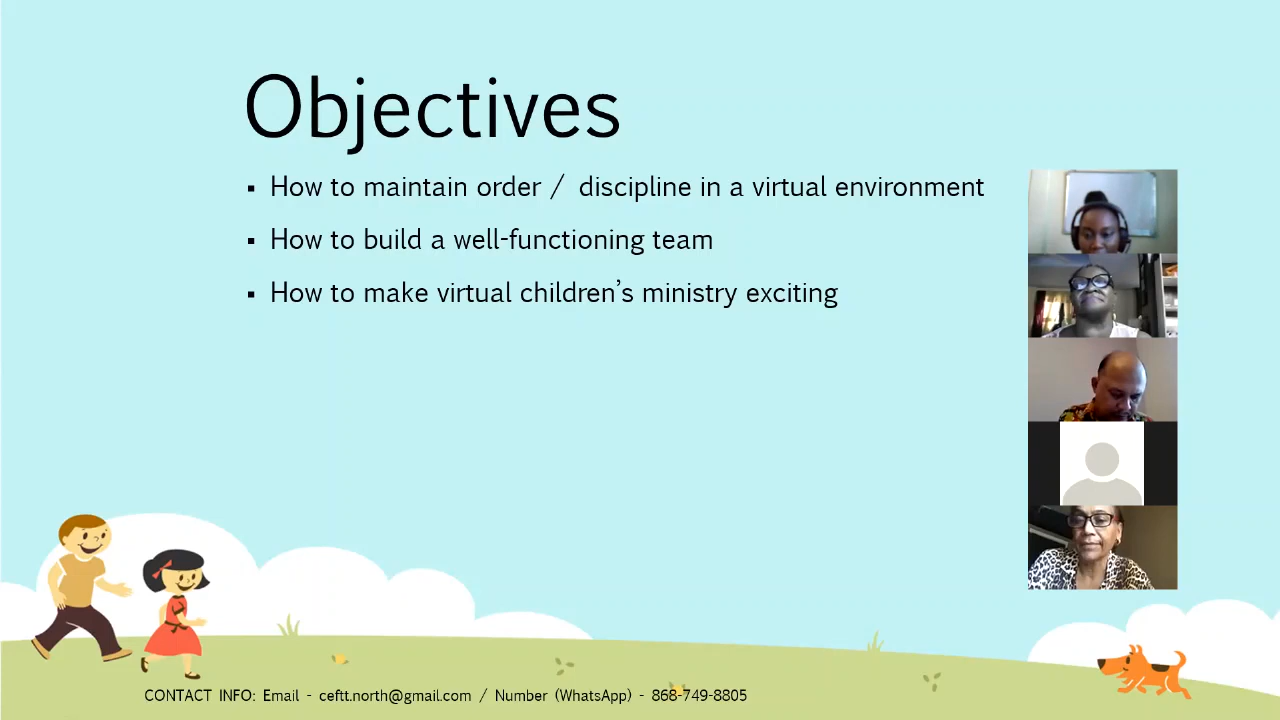 Objectives
▪ How to maintain order / discipline in a virtual environment
▪ How to build a well-functioning team
▪ How to make virtual children’s ministry exciting
CONTACT INFO: Email - ceftt.north@gmail.com / Number (WhatsApp) - 868-749-8805